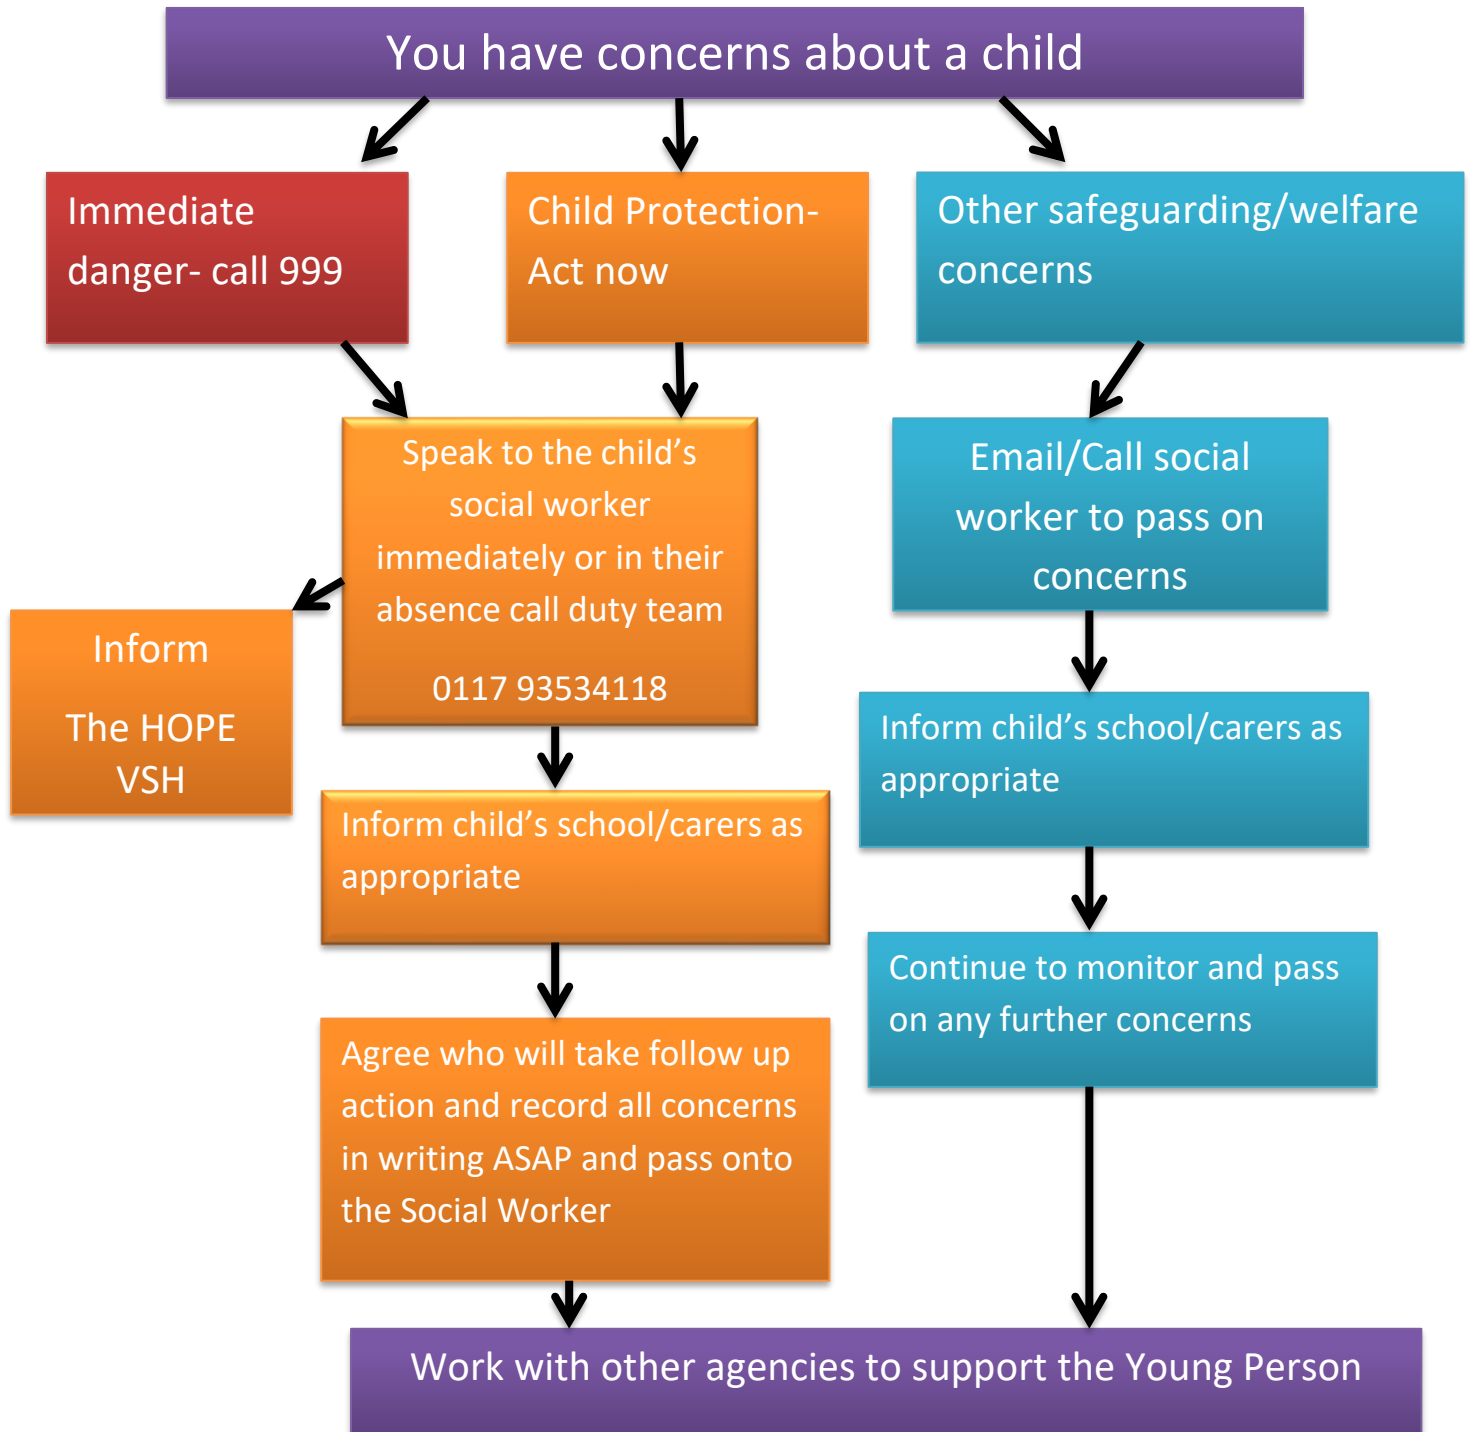 You have concerns about a child
Immediate
danger- call 999
Child Protection-
Act now
Other safeguarding/welfare
concerns
Speak to the child’s
social worker
immediately or in their
absence call duty team
0117 93534118
Email/Call social
worker to pass on
concerns
Inform
The HOPE
VSH
Inform child’s school/carers as
appropriate
Inform child’s school/carers as
appropriate
Continue to monitor and pass
on any further concerns
Agree who will take follow up
action and record all concerns
in writing ASAP and pass onto
the Social Worker
Work with other agencies to support the Young Person